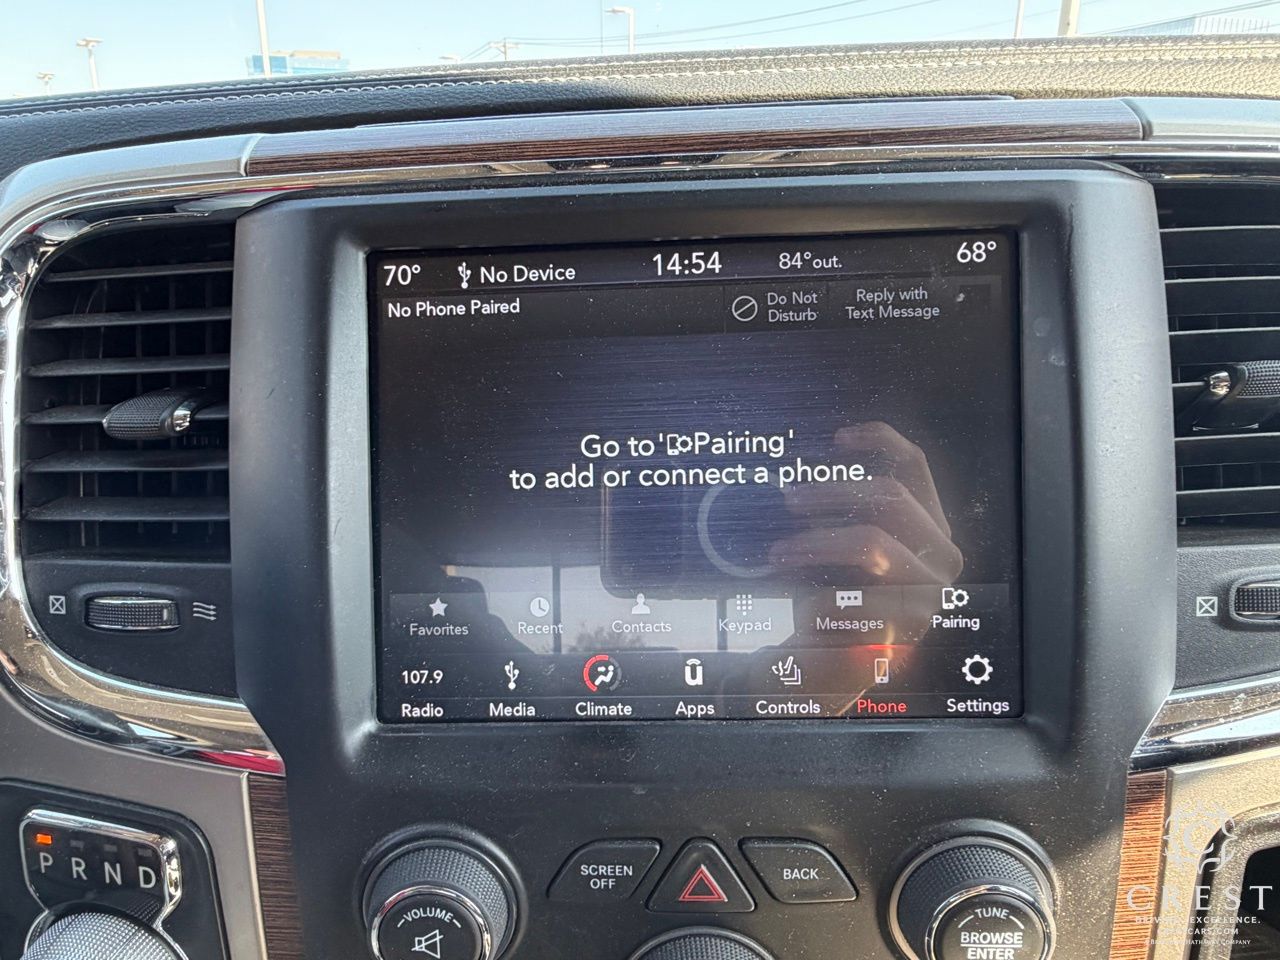 70° No Device 14:54 84°out. 68°
No Phone Paired
Do Not
Disturb
Reply with
Text Message
Go to 'Pairing'
to add or connect a phone.
Favorites Recent Contacts Keypad Messages Pairing
107.9
Radio Media Climate Apps Controls Phone Settings
P R N D
SCREEN
OFF
BACK
VOLUME
TUNE
BROWSE
ENTER
CREST
CRESTCARS.COM